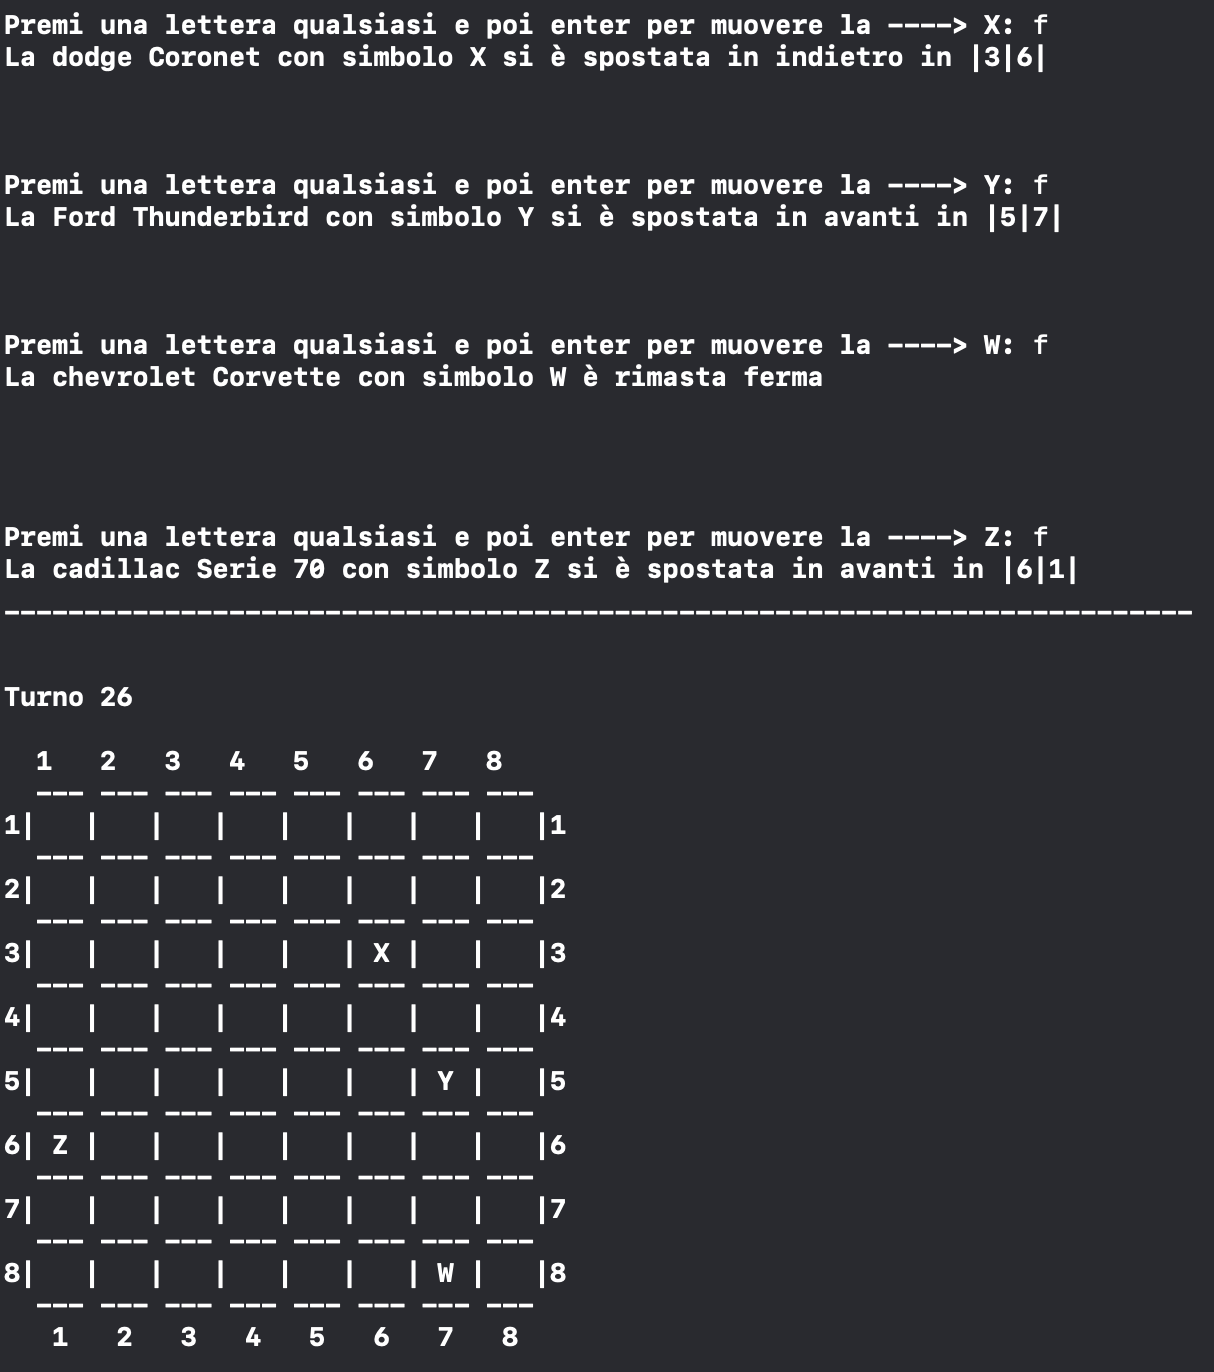 Premi una lettera qualsiasi e poi enter per muovere la ----> X: f
La dodge Coronet con simbolo X si è spostata in indietro in |3|6|
Premi una lettera qualsiasi e poi enter per muovere la ----> Y: f
La Ford Thunderbird con simbolo Y si è spostata in avanti in |5|7|
Premi una lettera qualsiasi e poi enter per muovere la ----> W: f
La chevrolet Corvette con simbolo W è rimasta ferma
Premi una lettera qualsiasi e poi enter per muovere la ----> Z: f
La cadillac Serie 70 con simbolo Z si è spostata in avanti in |6|1|
--------------------------------------------------------------------------
Turno 26
  1   2   3   4   5   6   7   8
  --- --- --- --- --- --- --- ---
1|   |   |   |   |   |   |   |   |1
  --- --- --- --- --- --- --- ---
2|   |   |   |   |   |   |   |   |2
  --- --- --- --- --- --- --- ---
3|   |   |   |   |   | X |   |   |3
  --- --- --- --- --- --- --- ---
4|   |   |   |   |   |   |   |   |4
  --- --- --- --- --- --- --- ---
5|   |   |   |   |   |   | Y |   |5
  --- --- --- --- --- --- --- ---
6| Z |   |   |   |   |   |   |   |6
  --- --- --- --- --- --- --- ---
7|   |   |   |   |   |   |   |   |7
  --- --- --- --- --- --- --- ---
8|   |   |   |   |   |   | W |   |8
  --- --- --- --- --- --- --- ---
   1   2   3   4   5   6   7   8